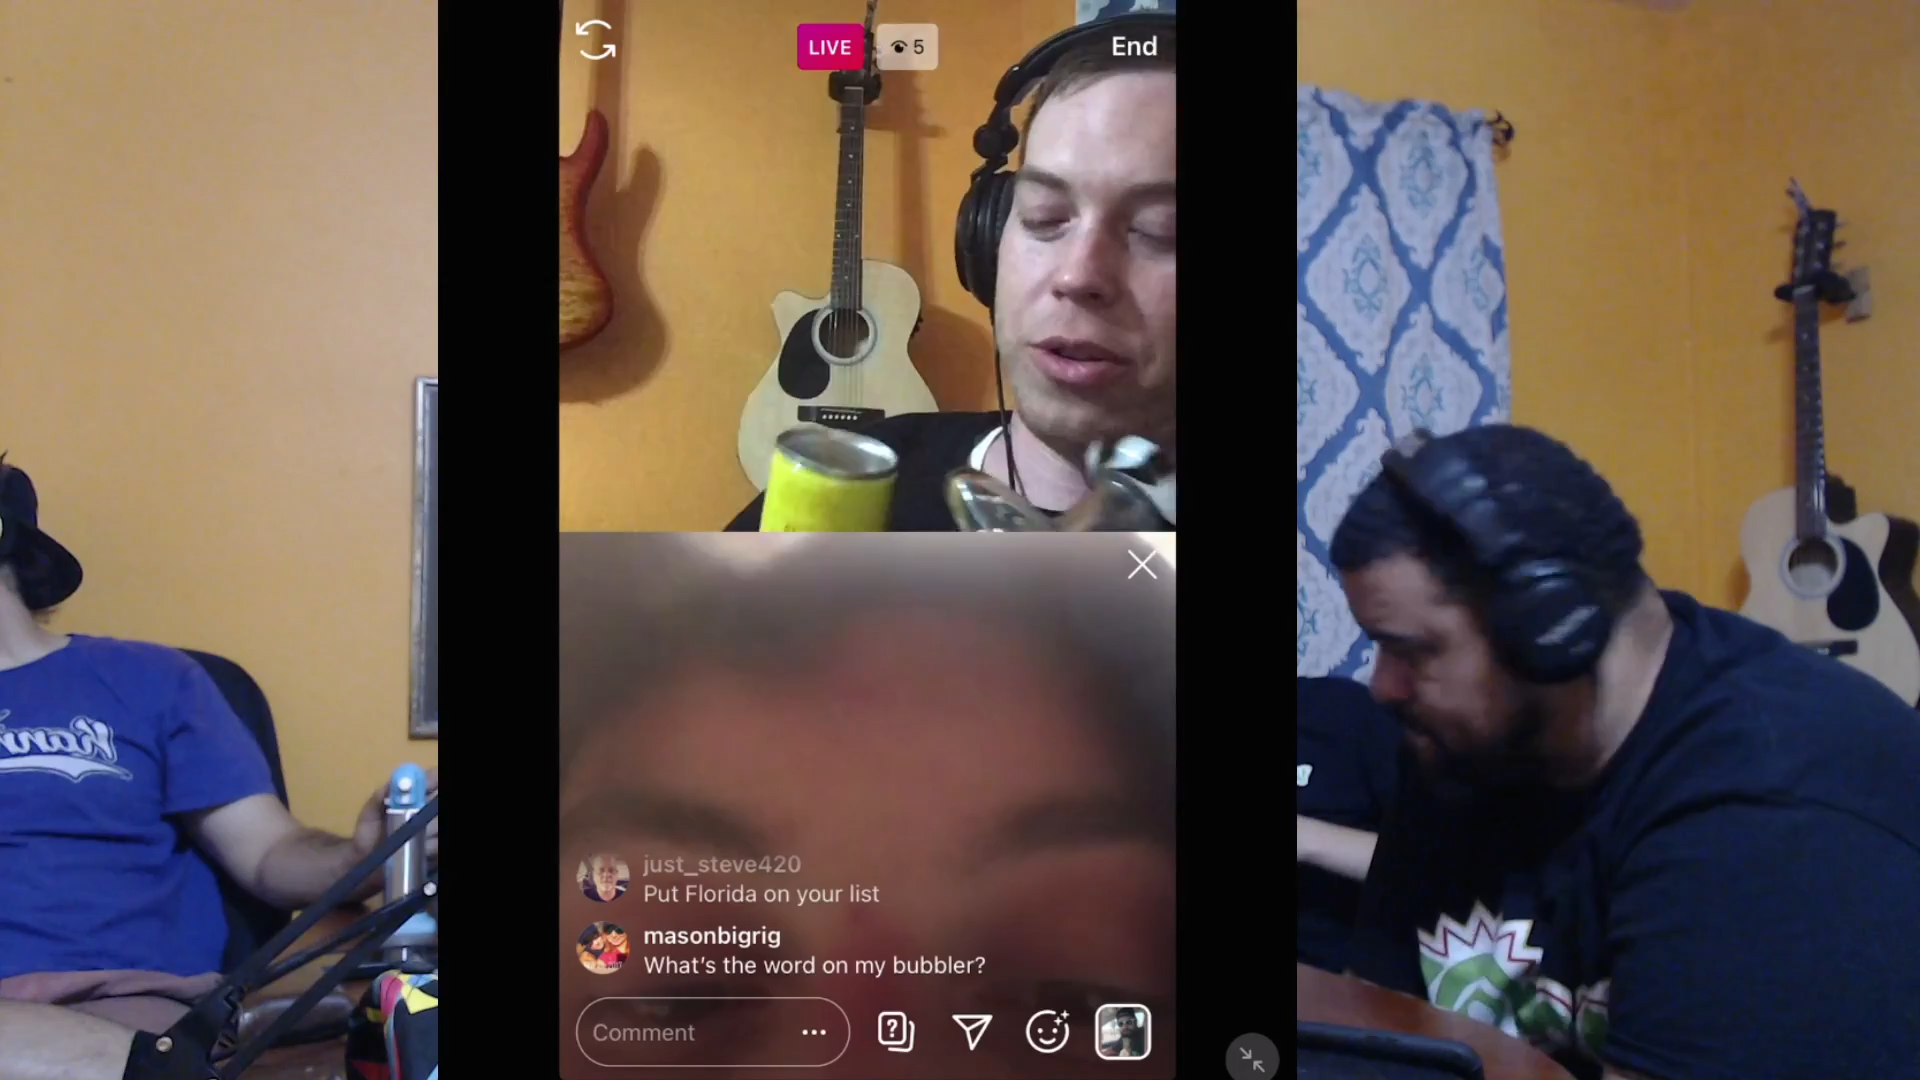 LIVE
5
End
just_steve420
Put Florida on your list
masonbigrig
What's the word on my bubbler?
Comment